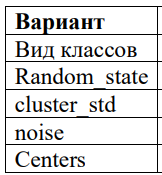 Вариант
Вид классов
Random_state
cluster_std
noise
Centers